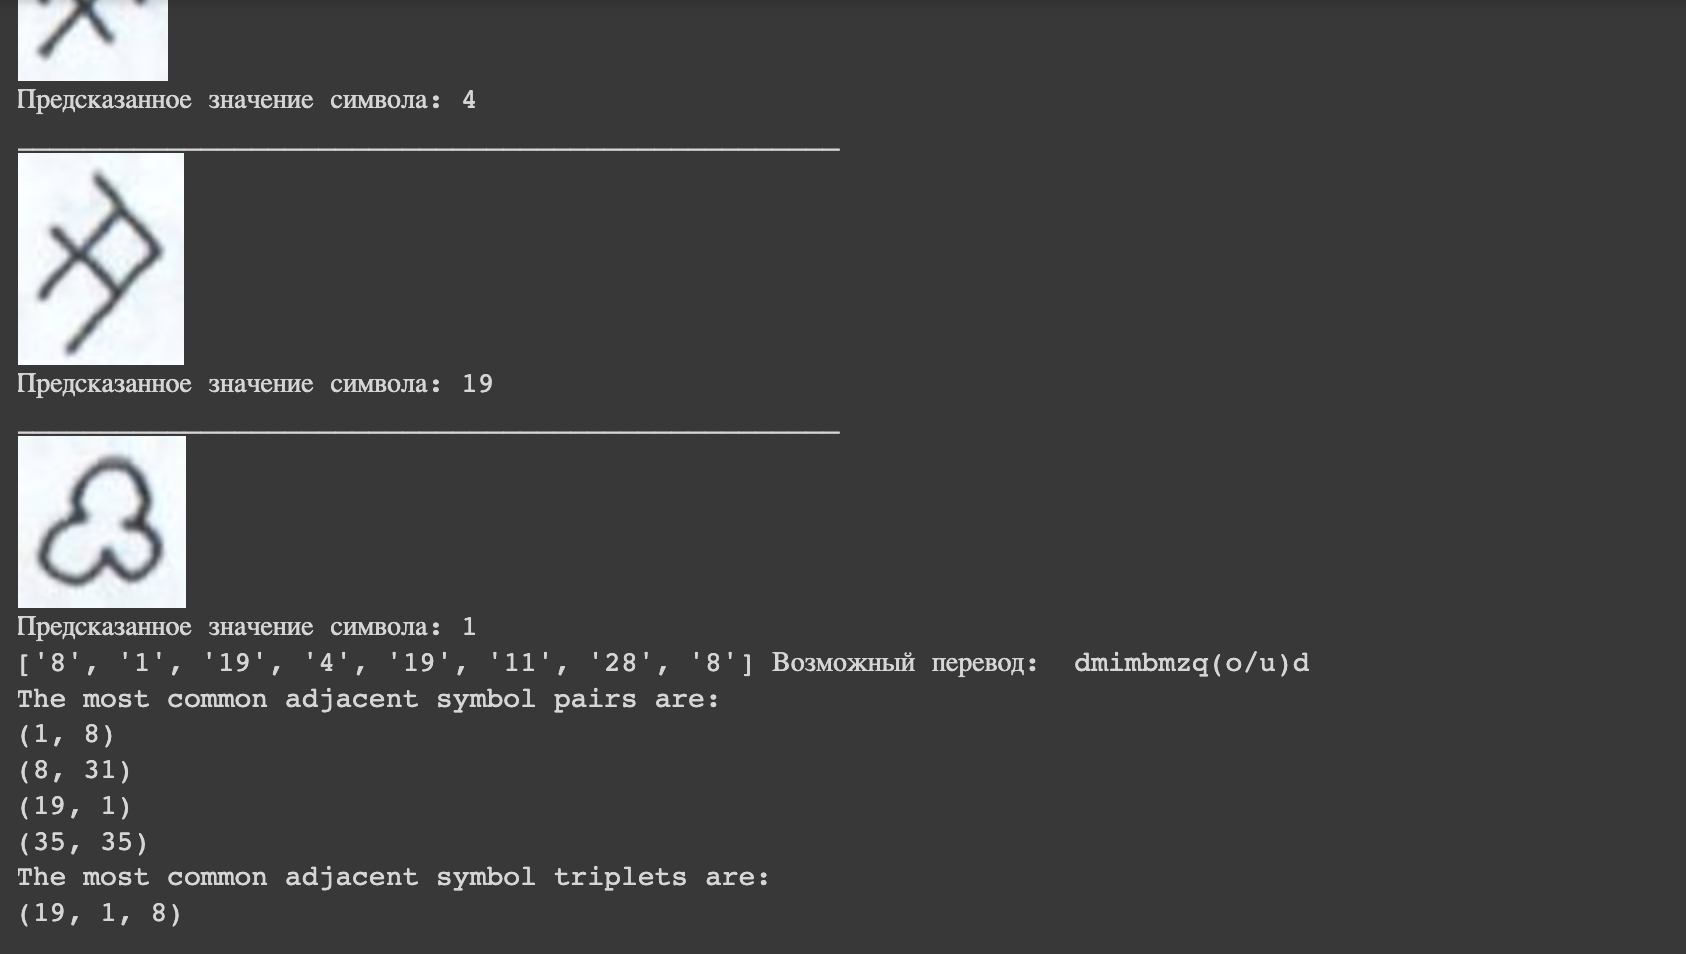 Предсказанное значение символа: 4
Предсказанное значение символа: 19
Предсказанное значение символа: 1
['8', '1', '19', '4', '19', '11', '28', '8'] Возможный перевод: dmimbmzq(o/u)d
The most common adjacent symbol pairs are:
(1, 8)
(8, 31)
(19, 1)
(35, 35)
The most common adjacent symbol triplets are:
(19, 1, 8)